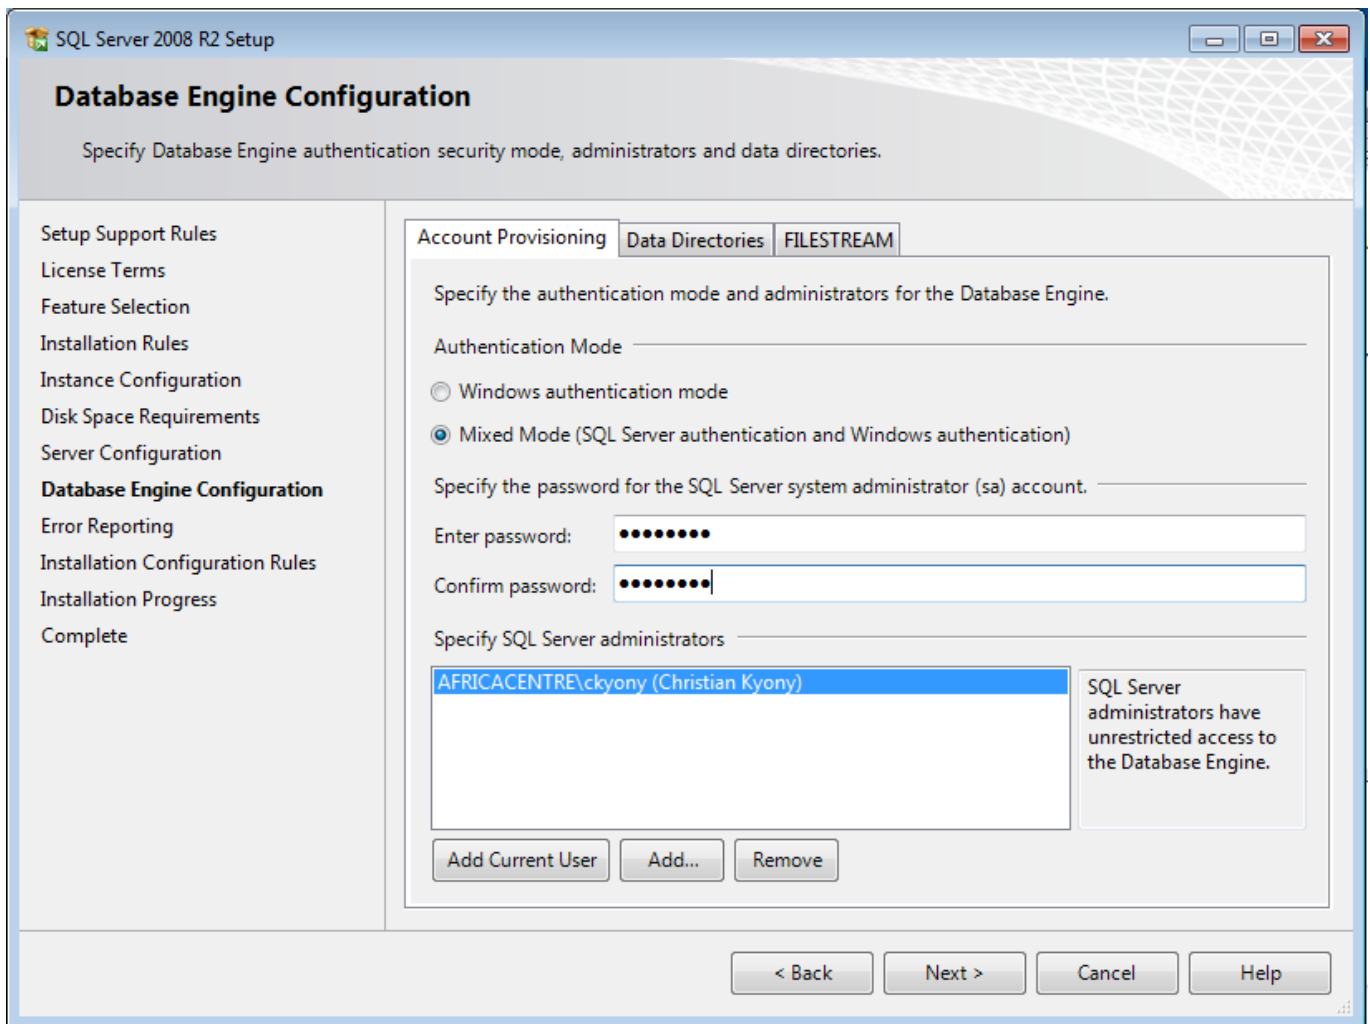 SQL Server 2008 R2 Setup
Database Engine Configuration
Specify Database Engine authentication security mode, administrators and data directories.
Setup Support Rules
License Terms
Feature Selection
Installation Rules
Instance Configuration
Disk Space Requirements
Server Configuration
Database Engine Configuration
Error Reporting
Installation Configuration Rules
Installation Progress
Complete
Account Provisioning Data Directories FILESTREAM
Specify the authentication mode and administrators for the Database Engine.
Authentication Mode
Windows authentication mode
Mixed Mode (SQL Server authentication and Windows authentication)
Specify the password for the SQL Server system administrator (sa) account.
Enter password: ●●●●●●●●
Confirm password: ●●●●●●●●
Specify SQL Server administrators
AFRICACENTRE\ckyony (Christian Kyony)
SQL Server
administrators have
unrestricted access to
the Database Engine.
Add Current User Add... Remove
< Back Next > Cancel Help